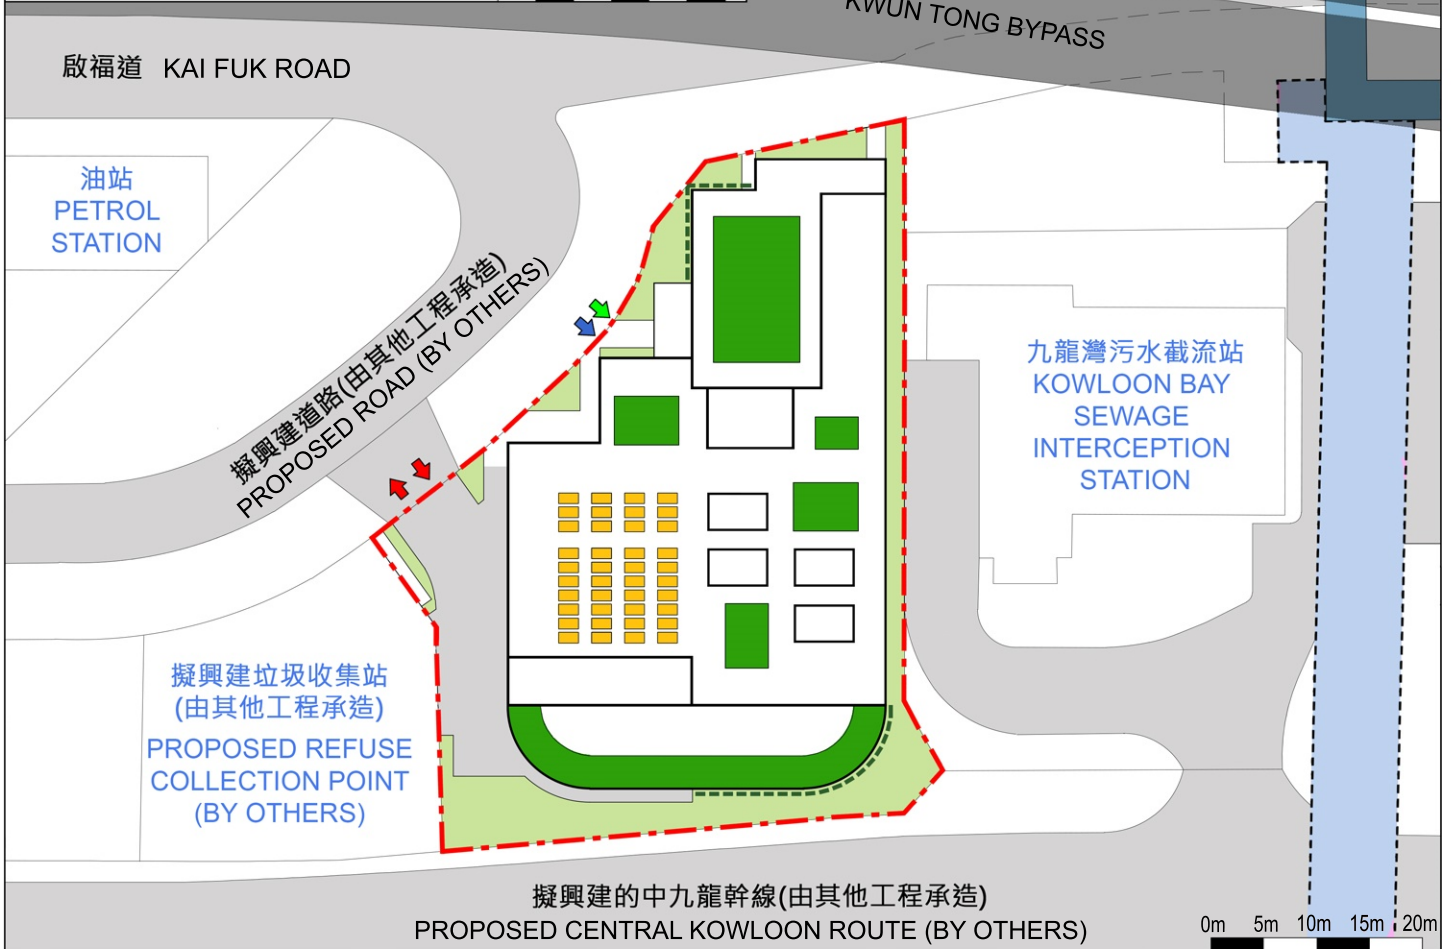 KWUN TONG BYPASS
啟福道 KAI FUK ROAD
油站
PETROL
STATION
擬興建道路(由其他工程承造)
PROPOSED ROAD (BY OTHERS)
九龍灣污水截流站
KOWLOON BAY
SEWAGE
INTERCEPTION
STATION
擬興建垃圾收集站
(由其他工程承造)
PROPOSED REFUSE
COLLECTION POINT
(BY OTHERS)
擬興建的中九龍幹線(由其他工程承造)
PROPOSED CENTRAL KOWLOON ROUTE (BY OTHERS)
0m 5m 10m 15m 20m